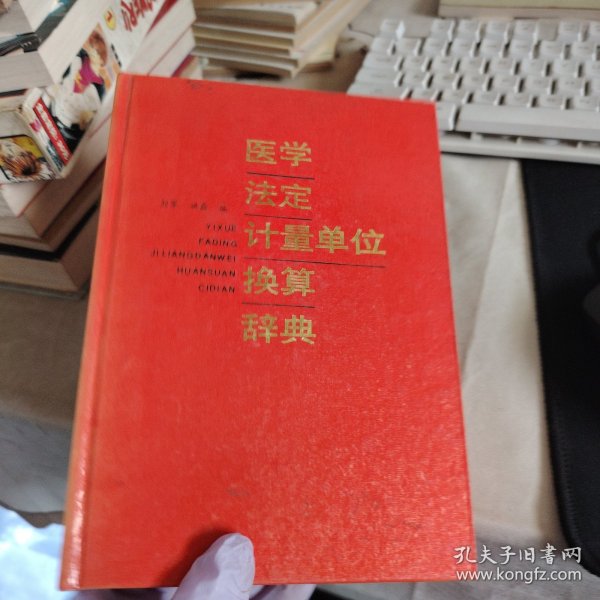 医学
法定
计量单位
换算
辞典
编
YIXUE
FADING
JILIANGDANWEI
HUANSUAN
CIDIAN
孔夫子旧书网
www.kongfz.com